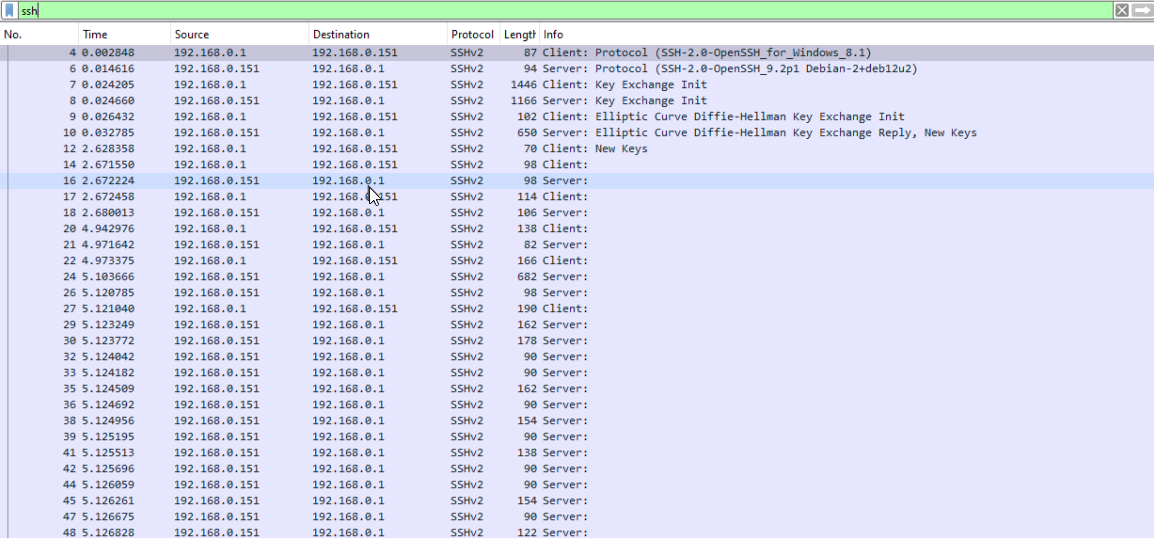 ssh
No. Time Source Destination Protocol Length Info
4 0.002848 192.168.0.1 192.168.0.151 SSHv2 87 Client: Protocol (SSH-2.0-OpenSSH_for_Windows_8.1)
6 0.014616 192.168.0.151 192.168.0.1 SSHv2 94 Server: Protocol (SSH-2.0-OpenSSH_9.2p1 Debian-2+deb12u2)
7 0.024205 192.168.0.1 192.168.0.151 SSHv2 1446 Client: Key Exchange Init
8 0.024660 192.168.0.151 192.168.0.1 SSHv2 1166 Server: Key Exchange Init
9 0.026432 192.168.0.1 192.168.0.151 SSHv2 102 Client: Elliptic Curve Diffie-Hellman Key Exchange Init
10 0.032785 192.168.0.151 192.168.0.1 SSHv2 650 Server: Elliptic Curve Diffie-Hellman Key Exchange Reply, New Keys
12 2.628358 192.168.0.1 192.168.0.151 SSHv2 70 Client: New Keys
14 2.671550 192.168.0.1 192.168.0.151 SSHv2 98 Client:
16 2.672224 192.168.0.151 192.168.0.1 SSHv2 98 Server:
17 2.672458 192.168.0.1 192.168.0.151 SSHv2 114 Client:
18 2.680013 192.168.0.151 192.168.0.1 SSHv2 106 Server:
20 4.942976 192.168.0.1 192.168.0.151 SSHv2 138 Client:
21 4.971642 192.168.0.151 192.168.0.1 SSHv2 82 Server:
22 4.973375 192.168.0.1 192.168.0.151 SSHv2 166 Client:
24 5.103666 192.168.0.151 192.168.0.1 SSHv2 682 Server:
26 5.120785 192.168.0.151 192.168.0.1 SSHv2 98 Server:
27 5.121040 192.168.0.1 192.168.0.151 SSHv2 190 Client:
29 5.123249 192.168.0.151 192.168.0.1 SSHv2 162 Server:
30 5.123772 192.168.0.151 192.168.0.1 SSHv2 178 Server:
32 5.124042 192.168.0.151 192.168.0.1 SSHv2 90 Server:
33 5.124182 192.168.0.151 192.168.0.1 SSHv2 90 Server:
35 5.124509 192.168.0.151 192.168.0.1 SSHv2 162 Server:
36 5.124692 192.168.0.151 192.168.0.1 SSHv2 90 Server:
38 5.124956 192.168.0.151 192.168.0.1 SSHv2 154 Server:
39 5.125195 192.168.0.151 192.168.0.1 SSHv2 90 Server:
41 5.125513 192.168.0.151 192.168.0.1 SSHv2 138 Server:
42 5.125696 192.168.0.151 192.168.0.1 SSHv2 90 Server:
44 5.126059 192.168.0.151 192.168.0.1 SSHv2 90 Server:
45 5.126261 192.168.0.151 192.168.0.1 SSHv2 154 Server:
47 5.126675 192.168.0.151 192.168.0.1 SSHv2 90 Server:
48 5.126828 192.168.0.151 192.168.0.1 SSHv2 122 Server: